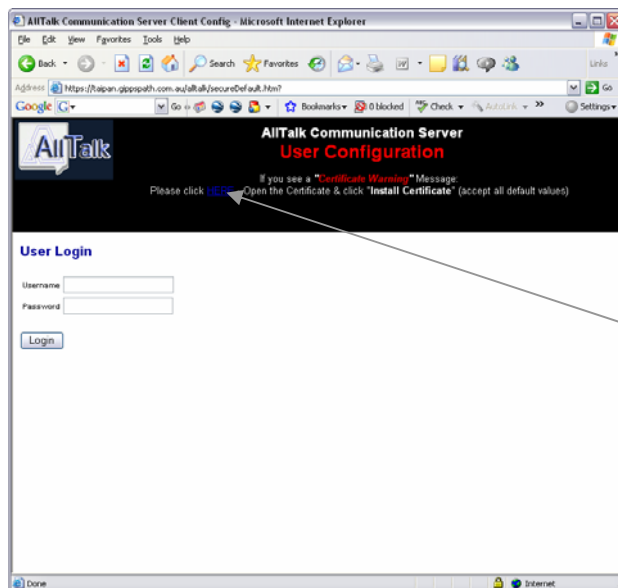 AllTalk Communication Server Client Config - Microsoft Internet Explorer
File Edit View Favorites Tools Help
Back Search Favorites Links
Address https://taipan.gippspath.com.au/alltalk/secureDefault.htm? Go
Google G Go Bookmarks 0 blocked Check AutoLink Settings
AllTalk
AllTalk Communication Server
User Configuration
If you see a "Certificate Warning" Message:
Please click HERE Open the Certificate & click "Install Certificate" (accept all default values)
User Login
Username
Password
Login
Done Internet